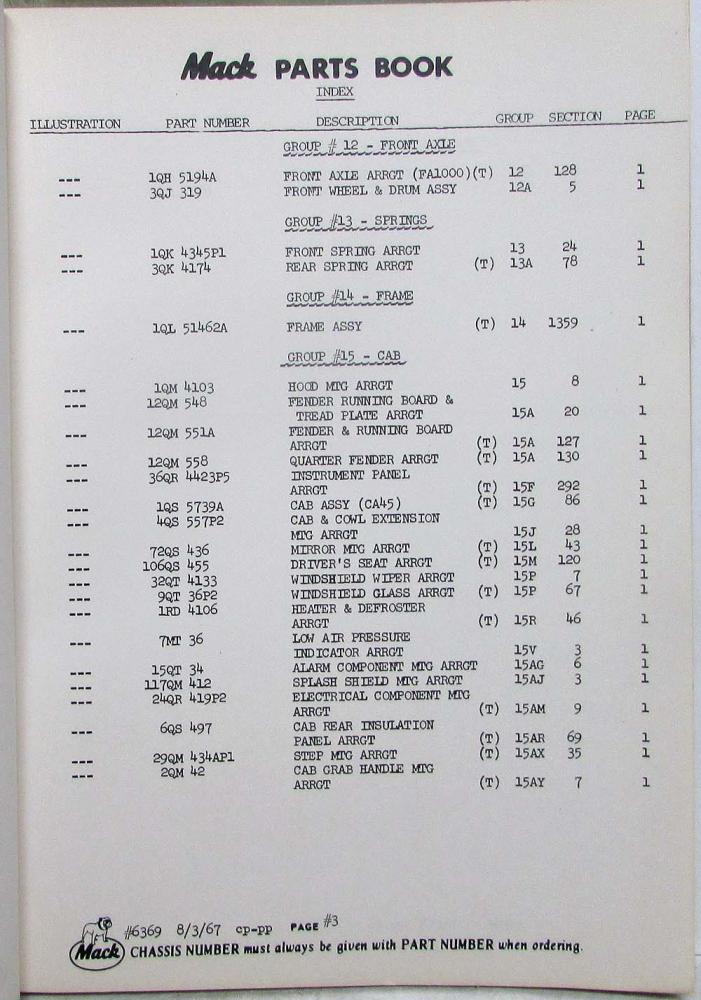 Mack PARTS BOOK
INDEX
ILLUSTRATION PART NUMBER DESCRIPTION GROUP SECTION PAGE
GROUP # 12 - FRONT AXLE
--- 1QH 5194A FRONT AXLE ARRGT (FA1000)(T) 12 128 1
--- 3QJ 319 FRONT WHEEL & DRUM ASSY 12A 5 1
GROUP #13 - SPRINGS
--- 1QK 4345P1 FRONT SPRING ARRGT 13 24 1
--- 3QK 4174 REAR SPRING ARRGT (T) 13A 78 1
GROUP #14 - FRAME
--- 1QL 51462A FRAME ASSY (T) 14 1359 1
GROUP #15 - CAB
--- 1QM 4103 HOOD MTG ARRGT 15 8 1
--- 12QM 548 FENDER RUNNING BOARD &
TREAD PLATE ARRGT 15A 20 1
--- 12QM 551A FENDER & RUNNING BOARD
ARRGT (T) 15A 127 1
--- 12QM 558 QUARTER FENDER ARRGT (T) 15A 130 1
--- 36QR 4423P5 INSTRUMENT PANEL
ARRGT (T) 15F 292 1
--- 1QS 5739A CAB ASSY (CA45) (T) 15G 86 1
--- 4QS 557P2 CAB & COWL EXTENSION
MTG ARRGT 15J 28 1
--- 72QS 436 MIRROR MTG ARRGT (T) 15L 43 1
--- 106QS 455 DRIVER'S SEAT ARRGT (T) 15M 120 1
--- 32QT 4133 WINDSHIELD WIPER ARRGT 15P 7 1
--- 9QT 36P2 WINDSHIELD GLASS ARRGT (T) 15P 67 1
--- 1RD 4106 HEATER & DEFROSTER
ARRGT (T) 15R 46 1
--- 7MT 36 LOW AIR PRESSURE
INDICATOR ARRGT 15V 3 1
--- 15QT 34 ALARM COMPONENT MTG ARRGT 15AG 6 1
--- 117QM 412 SPLASH SHIELD MTG ARRGT 15AJ 3 1
--- 24QR 419P2 ELECTRICAL COMPONENT MTG
ARRGT (T) 15AM 9 1
--- 6QS 497 CAB REAR INSULATION
PANEL ARRGT (T) 15AR 69 1
--- 29QM 434AP1 STEP MTG ARRGT (T) 15AX 35 1
--- 2QM 42 CAB GRAB HANDLE MTG
ARRGT (T) 15AY 7 1
#6369 8/3/67 cp-pp PAGE #3
Mack CHASSIS NUMBER must always be given with PART NUMBER when ordering.